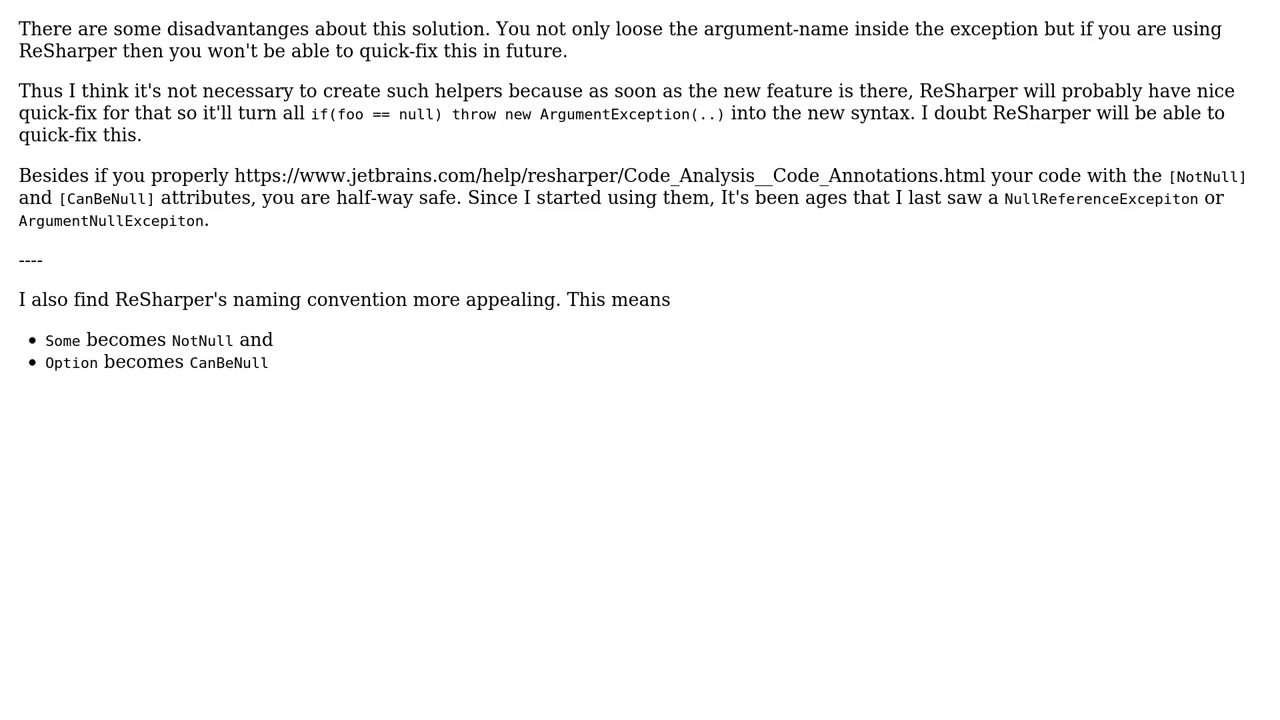 There are some disadvantanges about this solution. You not only loose the argument-name inside the exception but if you are using
ReSharper then you won't be able to quick-fix this in future.
Thus I think it's not necessary to create such helpers because as soon as the new feature is there, ReSharper will probably have nice
quick-fix for that so it'll turn all if(foo == null) throw new ArgumentException(..) into the new syntax. I doubt ReSharper will be able to
quick-fix this.
Besides if you properly https://www.jetbrains.com/help/resharper/Code_Analysis__Code_Annotations.html your code with the [NotNull]
and [CanBeNull] attributes, you are half-way safe. Since I started using them, It's been ages that I last saw a NullReferenceExcepiton or
ArgumentNullExcepiton.
----
I also find ReSharper's naming convention more appealing. This means
• Some becomes NotNull and
• Option becomes CanBeNull